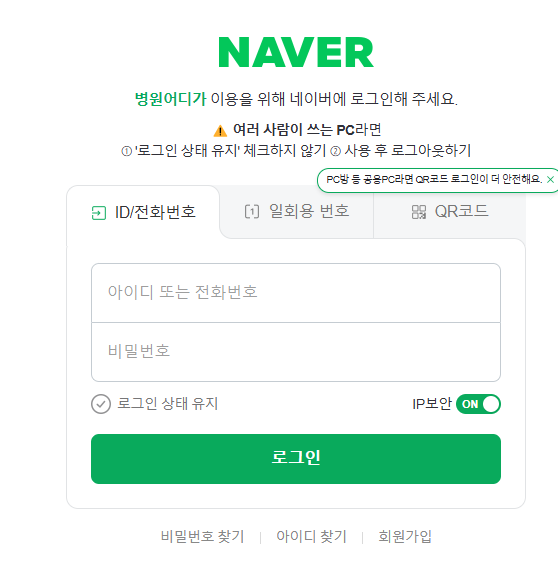 NAVER
병원어디가 이용을 위해 네이버에 로그인해 주세요.
⚠ 여러 사람이 쓰는 PC라면
① '로그인 상태 유지' 체크하지 않기 ② 사용 후 로그아웃하기
PC방 등 공용PC라면 QR코드 로그인이 더 안전해요. ×
ID/전화번호 [1] 일회용 번호 QR코드
아이디 또는 전화번호
비밀번호
로그인 상태 유지 IP보안 ON
로그인
비밀번호 찾기 | 아이디 찾기 | 회원가입